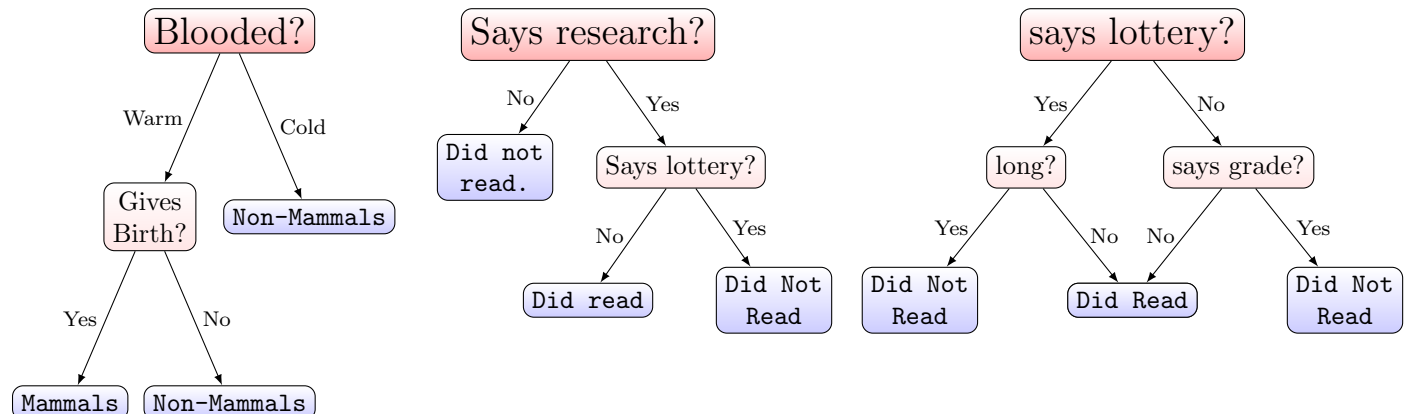 Blooded?
Warm
Cold
Gives
Birth?
Non-Mammals
Yes
No
Mammals
Non-Mammals
Says research?
No
Yes
Did not
read.
Says lottery?
No
Yes
Did read
Did Not
Read
says lottery?
Yes
No
long?
says grade?
Yes
No
No
Yes
Did Not
Read
Did Read
Did Not
Read